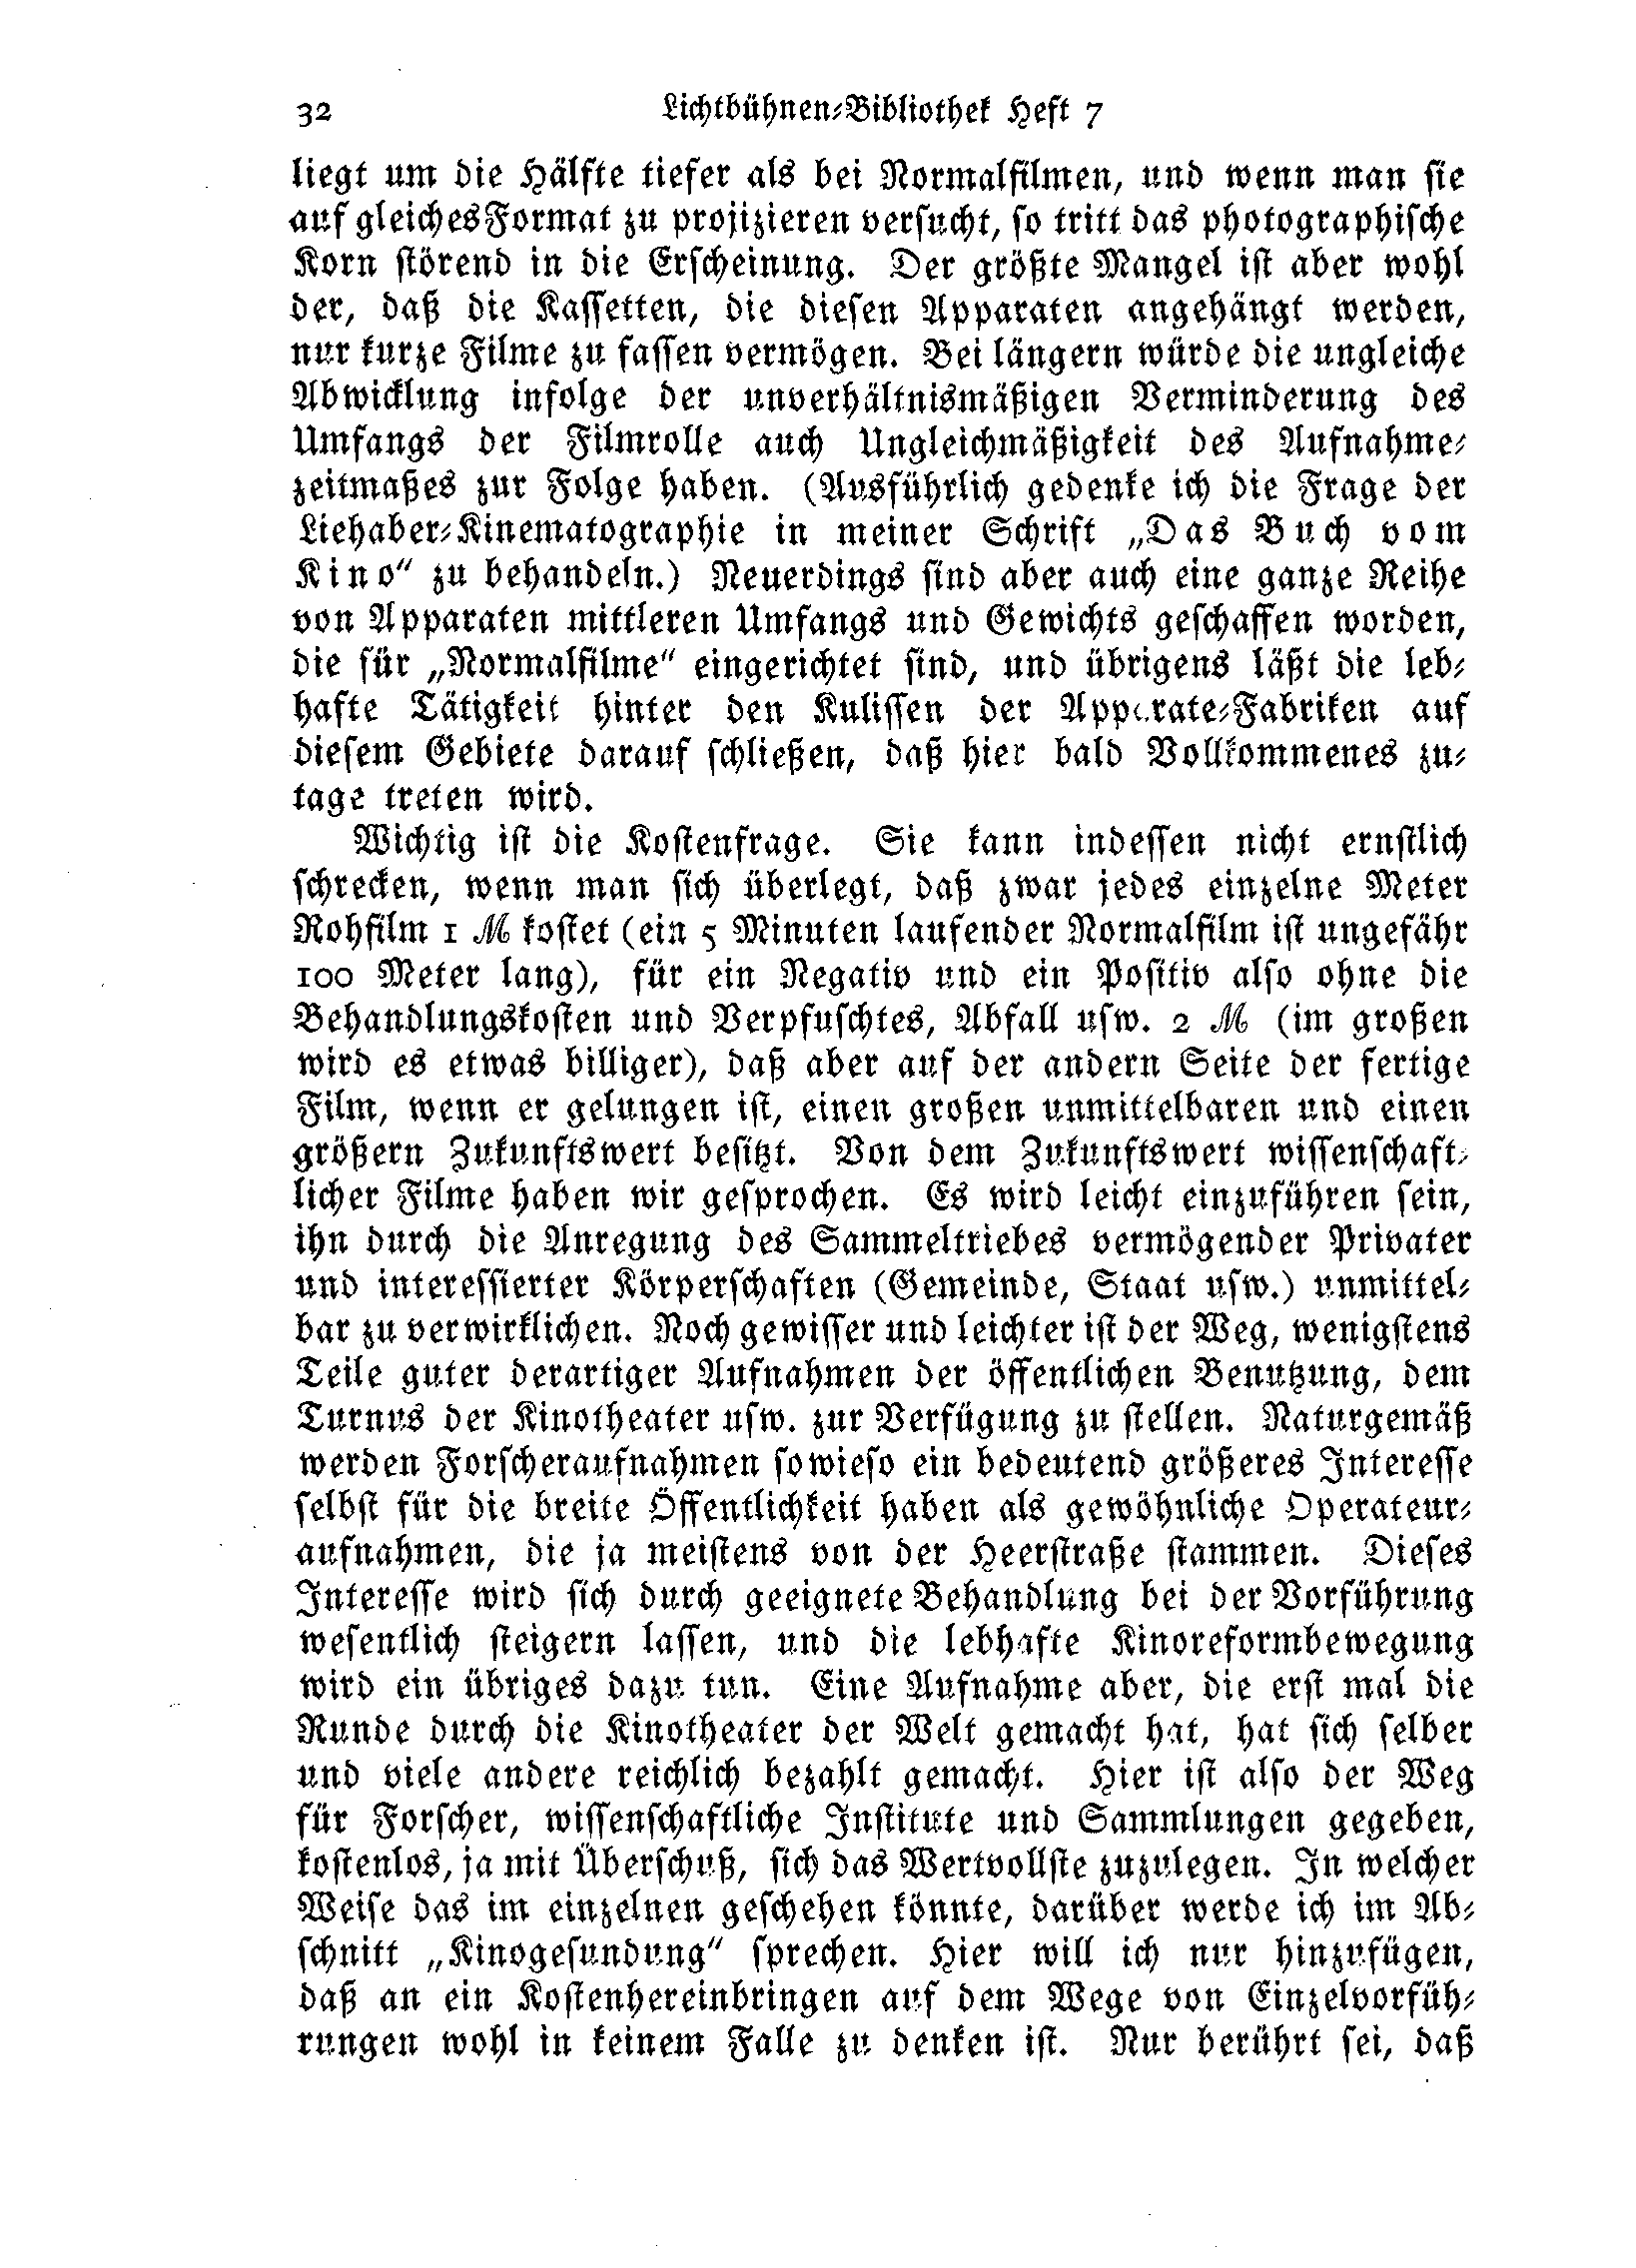 32 Lichtbühnen-Bibliothek Heft 7
liegt um die Hälfte tiefer als bei Normalfilmen, und wenn man sie
auf gleiches Format zu projizieren versucht, so tritt das photographische
Korn störend in die Erscheinung. Der größte Mangel ist aber wohl
der, daß die Kassetten, die diesen Apparaten angehängt werden,
nur kurze Filme zu fassen vermögen. Bei längern würde die ungleiche
Abwicklung infolge der unverhältnismäßigen Verminderung des
Umfangs der Filmrolle auch Ungleichmäßigkeit des Aufnahme-
zeitmaßes zur Folge haben. (Ausführlich gedenke ich die Frage der
Liehaber-Kinematographie in meiner Schrift „Das Buch vom
Kino“ zu behandeln.) Neuerdings sind aber auch eine ganze Reihe
von Apparaten mittleren Umfangs und Gewichts geschaffen worden,
die für „Normalfilme“ eingerichtet sind, und übrigens läßt die leb-
hafte Tätigkeit hinter den Kulissen der Apparate-Fabriken auf
diesem Gebiete darauf schließen, daß hier bald Vollkommenes zu-
tage treten wird.
Wichtig ist die Kostenfrage. Sie kann indessen nicht ernstlich
schrecken, wenn man sich überlegt, daß zwar jedes einzelne Meter
Rohfilm 1 ℳ kostet (ein 5 Minuten laufender Normalfilm ist ungefähr
100 Meter lang), für ein Negativ und ein Positiv also ohne die
Behandlungskosten und Verpfuschtes, Abfall usw. 2 ℳ (im großen
wird es etwas billiger), daß aber auf der andern Seite der fertige
Film, wenn er gelungen ist, einen großen unmittelbaren und einen
größern Zukunftswert besitzt. Von dem Zukunftswert wissenschaft-
licher Filme haben wir gesprochen. Es wird leicht einzuführen sein,
ihn durch die Anregung des Sammeltriebes vermögender Privater
und interessierter Körperschaften (Gemeinde, Staat usw.) unmittel-
bar zu verwirklichen. Noch gewisser und leichter ist der Weg, wenigstens
Teile guter derartiger Aufnahmen der öffentlichen Benutzung, dem
Turnus der Kinotheater usw. zur Verfügung zu stellen. Naturgemäß
werden Forscheraufnahmen sowieso ein bedeutend größeres Interesse
selbst für die breite Öffentlichkeit haben als gewöhnliche Operateur-
aufnahmen, die ja meistens von der Heerstraße stammen. Dieses
Interesse wird sich durch geeignete Behandlung bei der Vorführung
wesentlich steigern lassen, und die lebhafte Kinoreformbewegung
wird ein übriges dazu tun. Eine Aufnahme aber, die erst mal die
Runde durch die Kinotheater der Welt gemacht hat, hat sich selber
und viele andere reichlich bezahlt gemacht. Hier ist also der Weg
für Forscher, wissenschaftliche Institute und Sammlungen gegeben,
kostenlos, ja mit Überschuß, sich das Wertvollste zuzulegen. In welcher
Weise das im einzelnen geschehen könnte, darüber werde ich im Ab-
schnitt „Kinogesundung“ sprechen. Hier will ich nur hinzufügen,
daß an ein Kostenhereinbringen auf dem Wege von Einzelvorfüh-
rungen wohl in keinem Falle zu denken ist. Nur berührt sei, daß